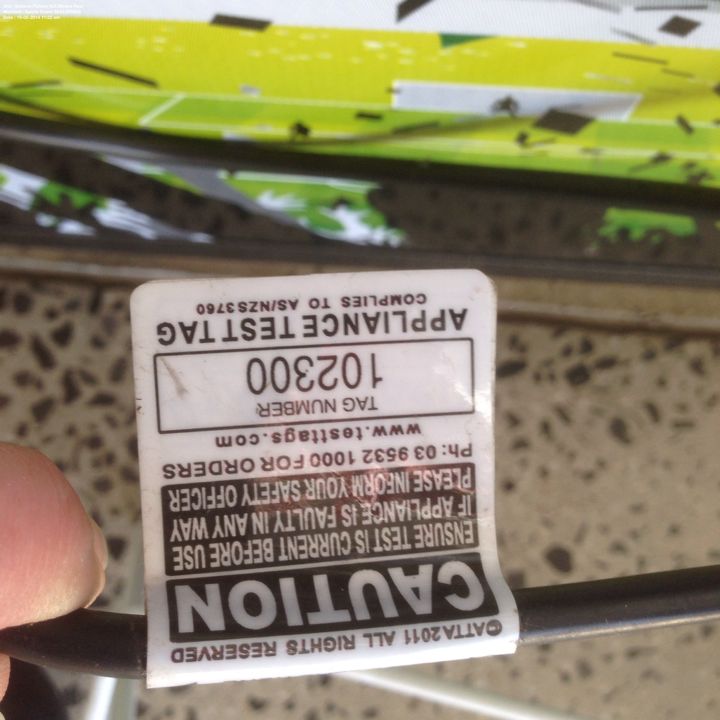 ©ATTA2011 ALL RIGHTS RESERVED
CAUTION
ENSURE TEST IS CURRENT BEFORE USE
IF APPLIANCE IS FAULTY IN ANY WAY
PLEASE INFORM YOUR SAFETY OFFICER
Ph: 03 9532 1000 FOR ORDERS
www.testtags.com
TAG NUMBER
102300
APPLIANCE TEST TAG
COMPLIES TO AS/NZS3760